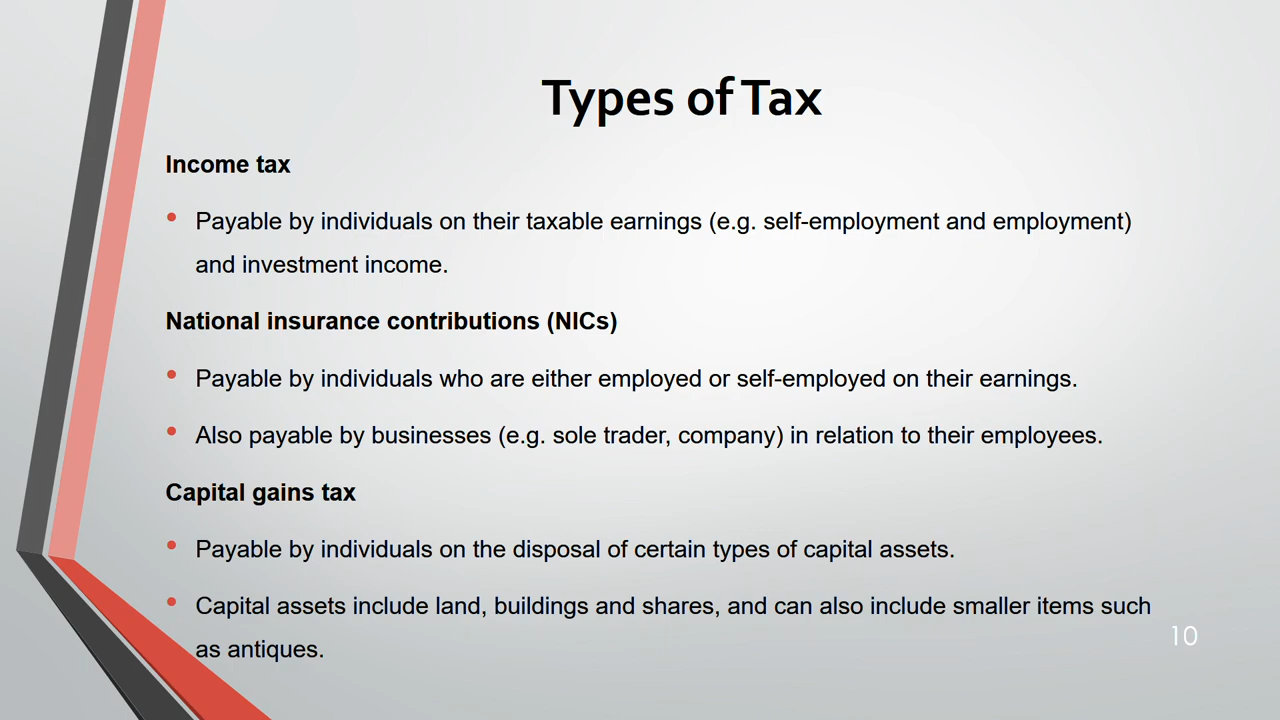 Types of Tax
Income tax
• Payable by individuals on their taxable earnings (e.g. self-employment and employment)
and investment income.
National insurance contributions (NICs)
• Payable by individuals who are either employed or self-employed on their earnings.
• Also payable by businesses (e.g. sole trader, company) in relation to their employees.
Capital gains tax
• Payable by individuals on the disposal of certain types of capital assets.
• Capital assets include land, buildings and shares, and can also include smaller items such
as antiques.
10